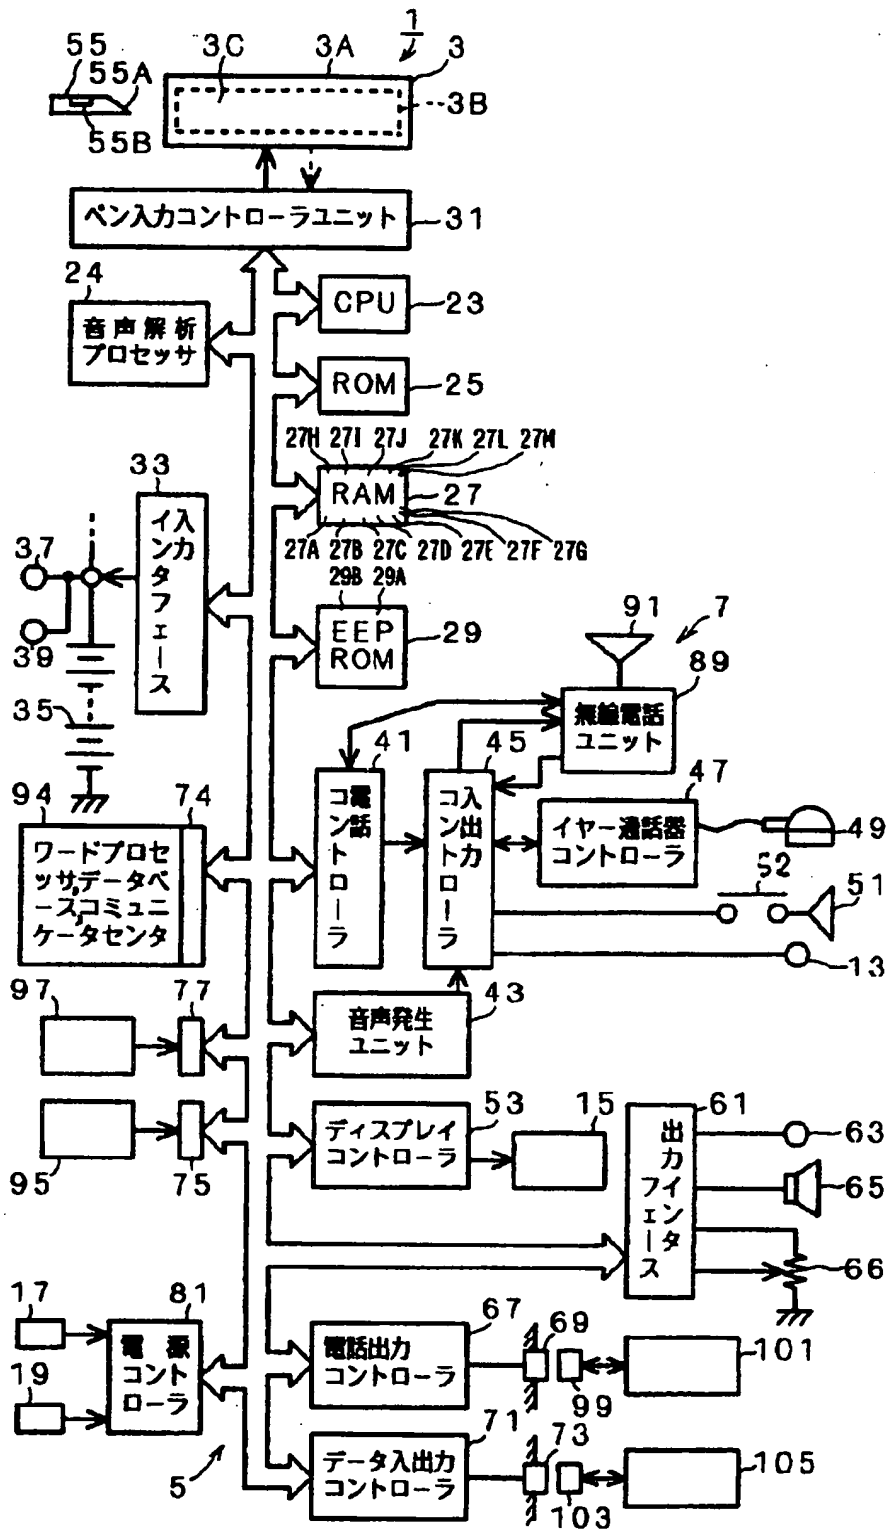 1
55
3C
3A
3
55A
3B
55B
ペン入力コントローラユニット
31
24
CPU
23
音声解析
プロセッサ
ROM
25
27H 27I 27J 27K 27L 27M
33
RAM
27
入力
インタフェース
27A 27B 27C 27D 27E 27F 27G
29B 29A
37
EEP
ROM
29
39
91
7
89
無線電話
ユニット
35
41
45
47
電話
コントローラ
入出力
コントローラ
イヤー通話器
コントローラ
49
94
74
ワードプロセ
ッサ,データベ
ース,コミュニ
ケータセンタ
52
51
13
97
77
43
音声発生
ユニット
95
75
53
15
ディスプレイ
コントローラ
61
出力インタ
フェース
63
65
66
17
81
電源
コント
ローラ
19
67
69
電話出力
コントローラ
101
99
71
73
データ入出力
コントローラ
105
103
5